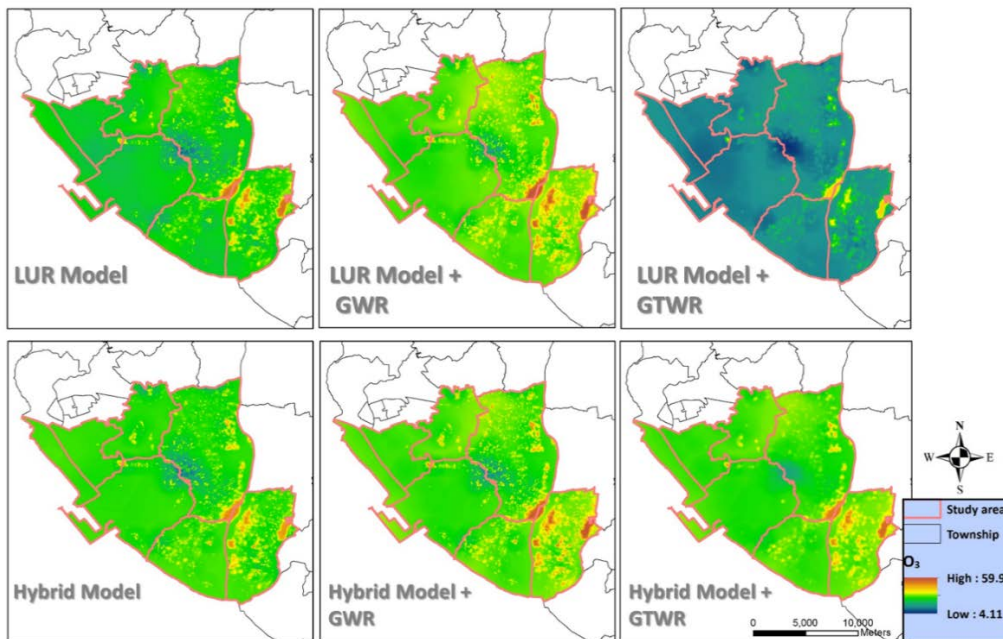 LUR Model
LUR Model +
GWR
LUR Model +
GTWR
Hybrid Model
Hybrid Model +
GWR
Hybrid Model +
GTWR
0 5,000 10,000
Meters
N
W E
S
Study area
Township
O₃
High : 59.9
Low : 4.11